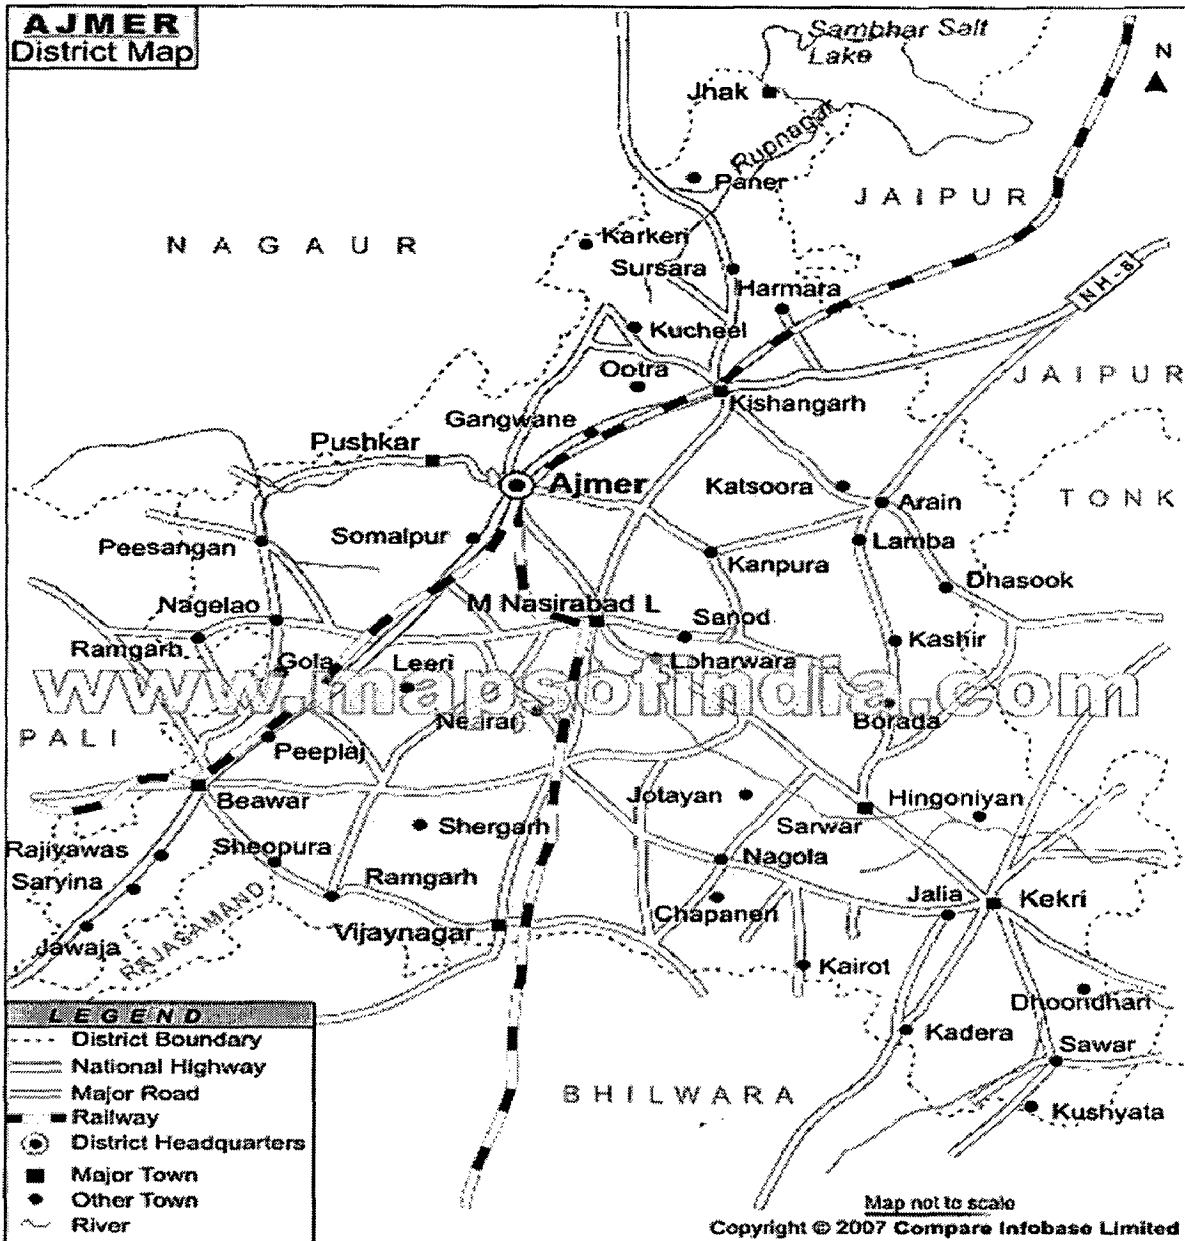 AJMER
District Map
Sambhar Salt
Lake
N
Jhak
Rupnagar
Paner
JAIPUR
NAGAUR
Karkeri
Sursara
Harmara
NH-8
Kucheel
Ootra
JAIPUR
Kishangarh
Gangwane
Pushkar
Ajmer
Katsoora
Arain
TONK
Somalpur
Peesangan
Lamba
Kanpura
Dhasook
Nagelao
M Nasirabad L
Sanod
Ramgarh
Kashir
Gola
Leeri
Loharwara
www.mapsofindia.com
Borada
PALI
Peeplaj
Beawar
Jotayan
Hingoniyan
Shergarh
Sarwar
Rajiyawas
Sheopura
Nagola
Saryina
Ramgarh
Jalia
Kekri
Chapaneri
Vijaynagar
Jawaja
RAJASAMAND
Kairot
Dhoondhari
LEGEND
District Boundary
National Highway
Major Road
Railway
District Headquarters
Major Town
Other Town
River
Kadera
Sawar
BHILWARA
Kushyata
Map not to scale
Copyright © 2007 Compare Infobase Limited